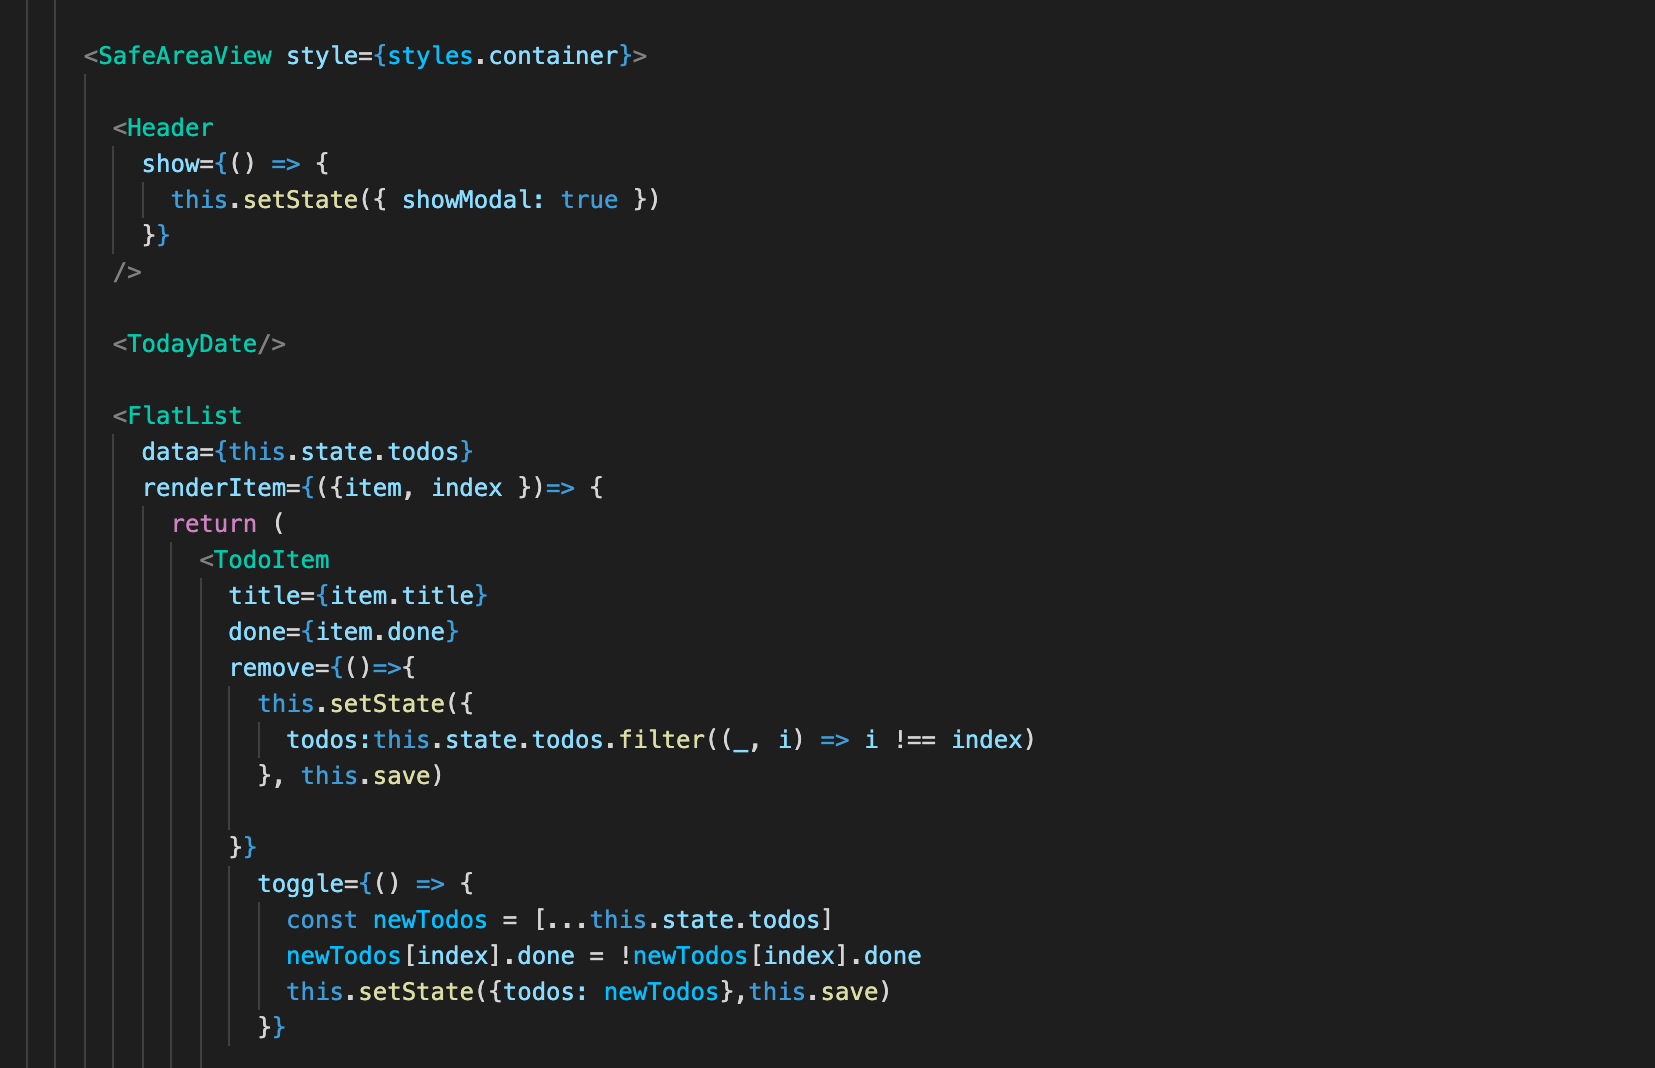 <SafeAreaView style={styles.container}>
<Header
show={() => {
this.setState({ showModal: true })
}}
/>
<TodayDate/>
<FlatList
data={this.state.todos}
renderItem={({item, index })=> {
return (
<TodoItem
title={item.title}
done={item.done}
remove={()=>{
this.setState({
todos:this.state.todos.filter((_, i) => i !== index)
}, this.save)
}}
toggle={() => {
const newTodos = [...this.state.todos]
newTodos[index].done = !newTodos[index].done
this.setState({todos: newTodos},this.save)
}}